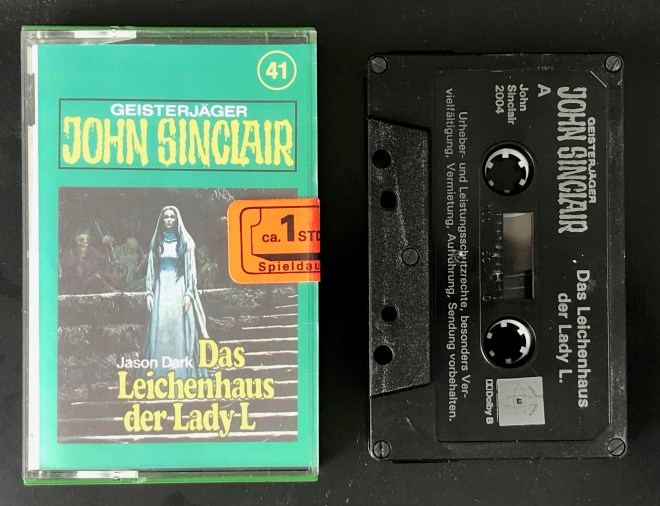 41
GEISTERJÄGER
JOHN SINCLAIR
ca. 1 STD
Spieldau
Jason Dark Das
Leichenhaus
der Lady L
GEISTERJÄGER
JOHN SINCLAIR
Das Leichenhaus
der Lady L.
A
John
Sinclair
2004
Urheber- und Leistungsschutzrechte, besonders Ver-
vielfältigung, Vermietung, Aufführung, Sendung vorbehalten.
Dolby B